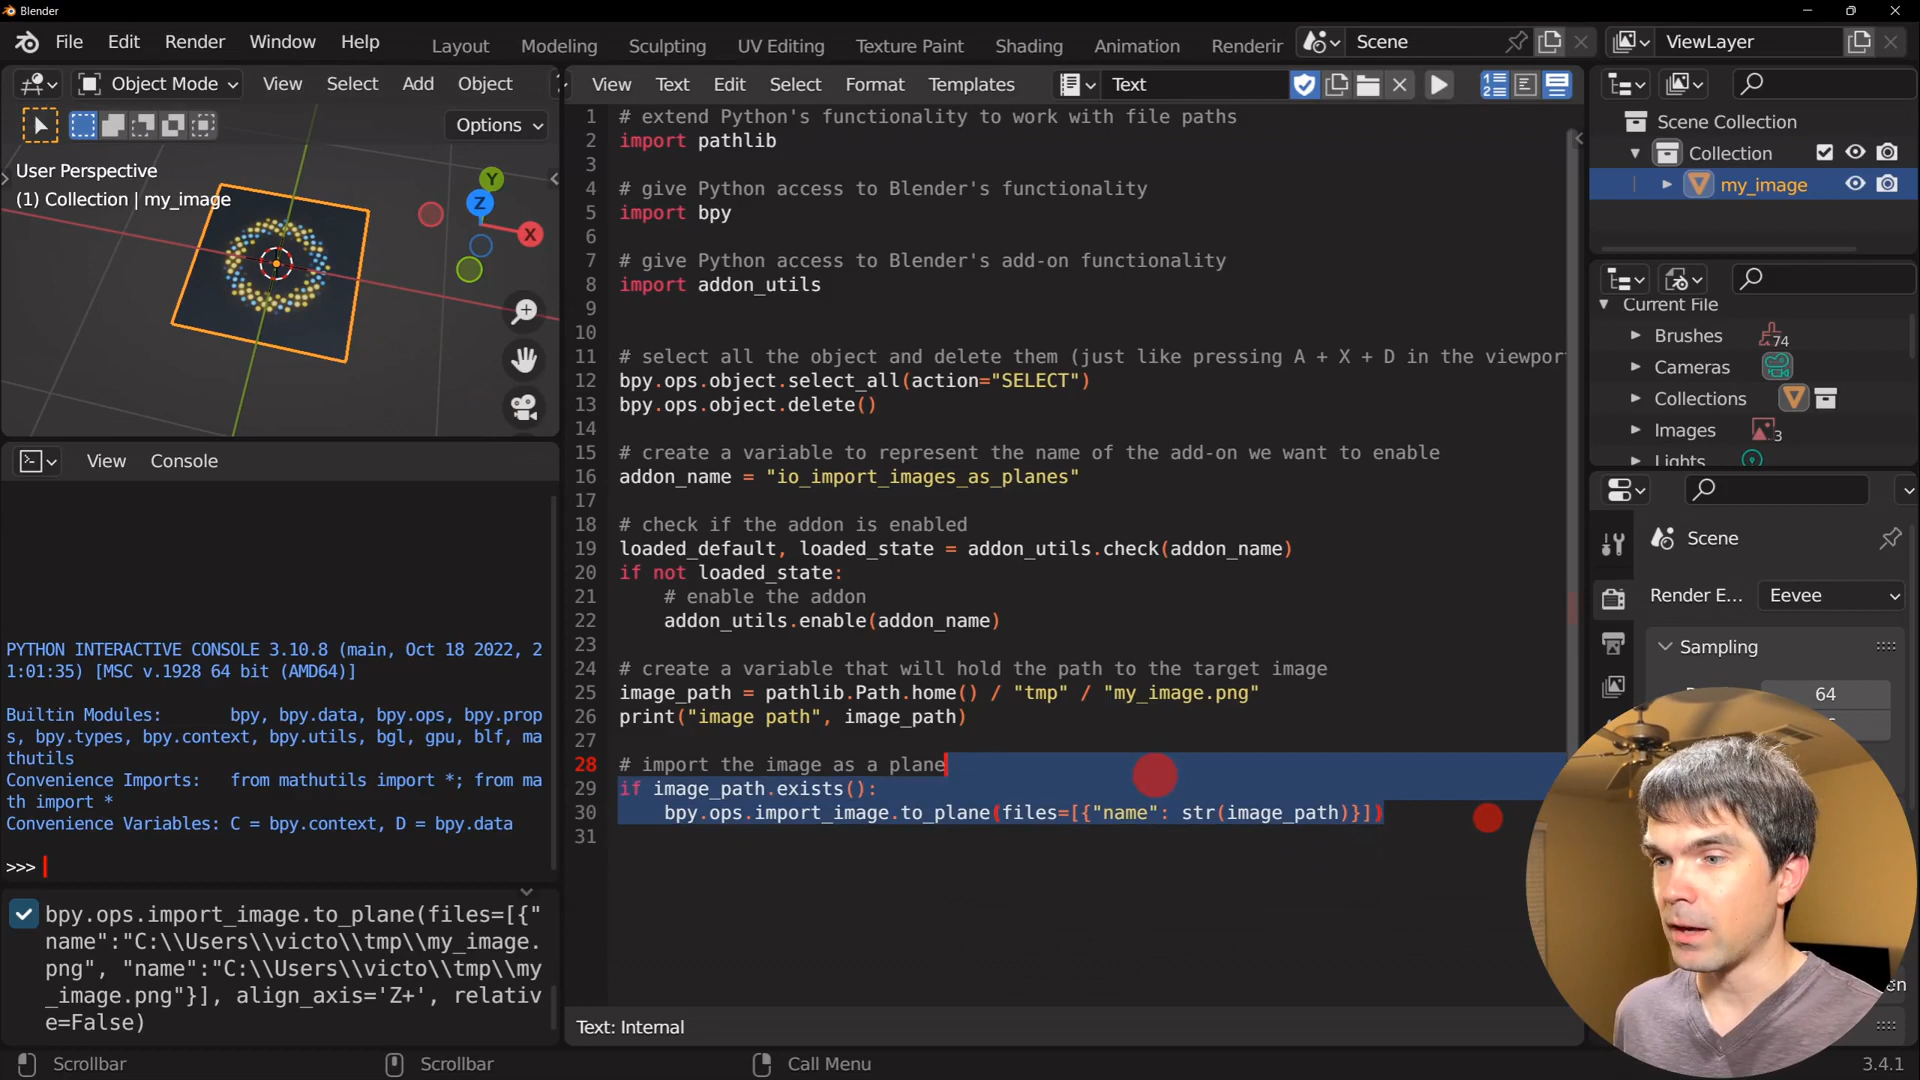 Blender
File Edit Render Window Help
Layout Modeling Sculpting UV Editing Texture Paint Shading Animation Renderir
Scene
ViewLayer
Object Mode View Select Add Object
Options
User Perspective
(1) Collection | my_image
Y
Z
X
View Text Edit Select Format Templates
Text
1 # extend Python's functionality to work with file paths
2 import pathlib
3
4 # give Python access to Blender's functionality
5 import bpy
6
7 # give Python access to Blender's add-on functionality
8 import addon_utils
9
10
11 # select all the object and delete them (just like pressing A + X + D in the viewpor
12 bpy.ops.object.select_all(action="SELECT")
13 bpy.ops.object.delete()
14
15 # create a variable to represent the name of the add-on we want to enable
16 addon_name = "io_import_images_as_planes"
17
18 # check if the addon is enabled
19 loaded_default, loaded_state = addon_utils.check(addon_name)
20 if not loaded_state:
21 # enable the addon
22 addon_utils.enable(addon_name)
23
24 # create a variable that will hold the path to the target image
25 image_path = pathlib.Path.home() / "tmp" / "my_image.png"
26 print("image path", image_path)
27
28 # import the image as a plane
29 if image_path.exists():
30 bpy.ops.import_image.to_plane(files=[{"name": str(image_path)}])
31
Text: Internal
View Console
PYTHON INTERACTIVE CONSOLE 3.10.8 (main, Oct 18 2022, 2
1:01:35) [MSC v.1928 64 bit (AMD64)]
Builtin Modules: bpy, bpy.data, bpy.ops, bpy.prop
s, bpy.types, bpy.context, bpy.utils, bgl, gpu, blf, ma
thutils
Convenience Imports: from mathutils import *; from ma
th import *
Convenience Variables: C = bpy.context, D = bpy.data
>>>
bpy.ops.import_image.to_plane(files=[{"
name":"C:\\Users\\victo\\tmp\\my_image.
png", "name":"C:\\Users\\victo\\tmp\\my
_image.png"}], align_axis='Z+', relativ
e=False)
Scene Collection
Collection
my_image
Current File
Brushes 74
Cameras
Collections
Images 3
Lights
Scene
Render E... Eevee
Sampling
64
Scrollbar
Scrollbar
Call Menu
3.4.1